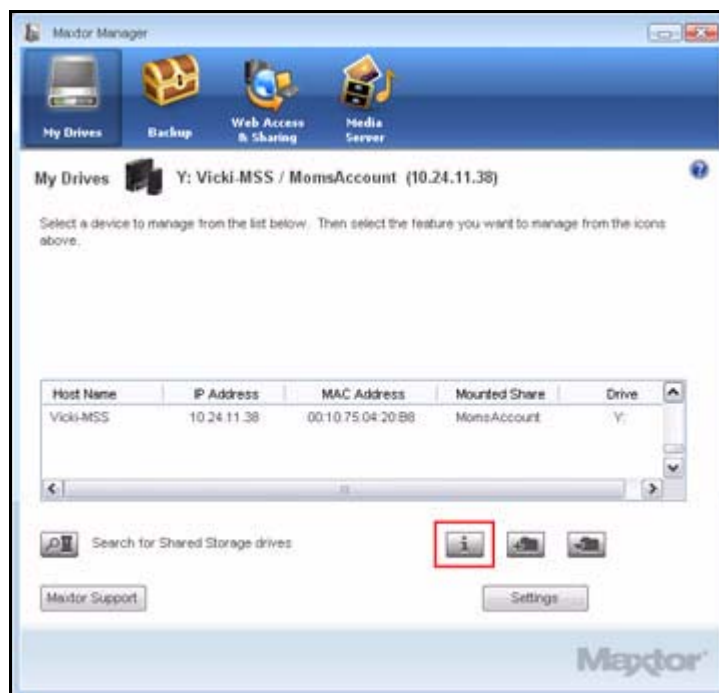 Maxtor Manager
My Drives
Backup
Web Access
& Sharing
Media
Server
My Drives Y: Vicki-MSS / MomsAccount (10.24.11.38)
Select a device to manage from the list below. Then select the feature you want to manage from the icons
above.
Host Name IP Address MAC Address Mounted Share Drive
Vicki-MSS 10.24.11.38 00:10:75:04:20:B8 MomsAccount Y:
Search for Shared Storage drives
i
Maxtor Support
Settings
Maxtor